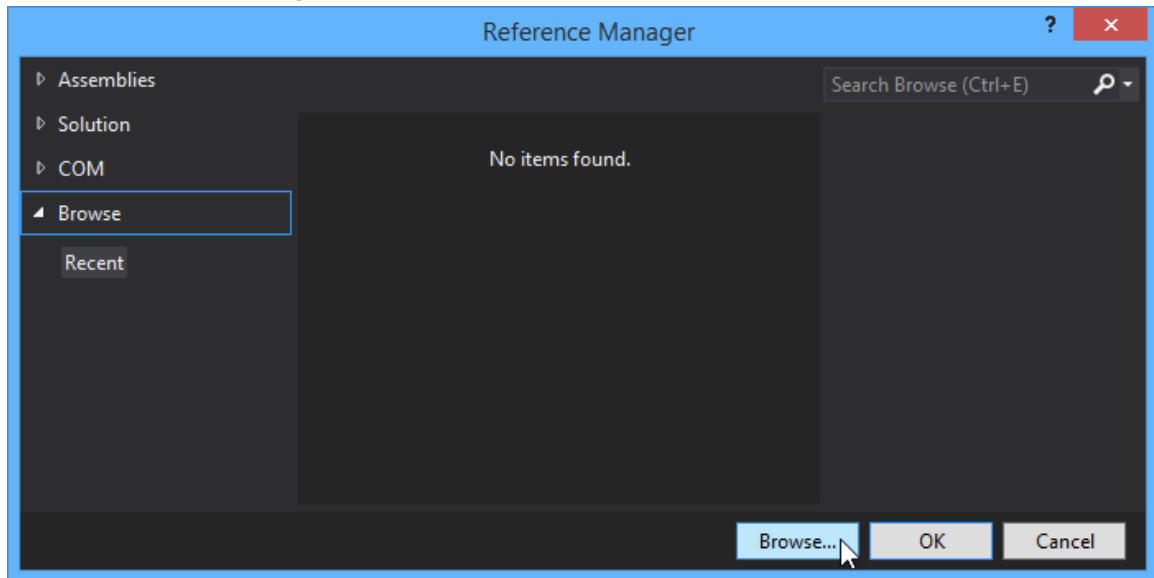 Reference Manager
?
Assemblies
Search Browse (Ctrl+E)
Solution
COM
No items found.
Browse
Recent
Browse...
OK
Cancel